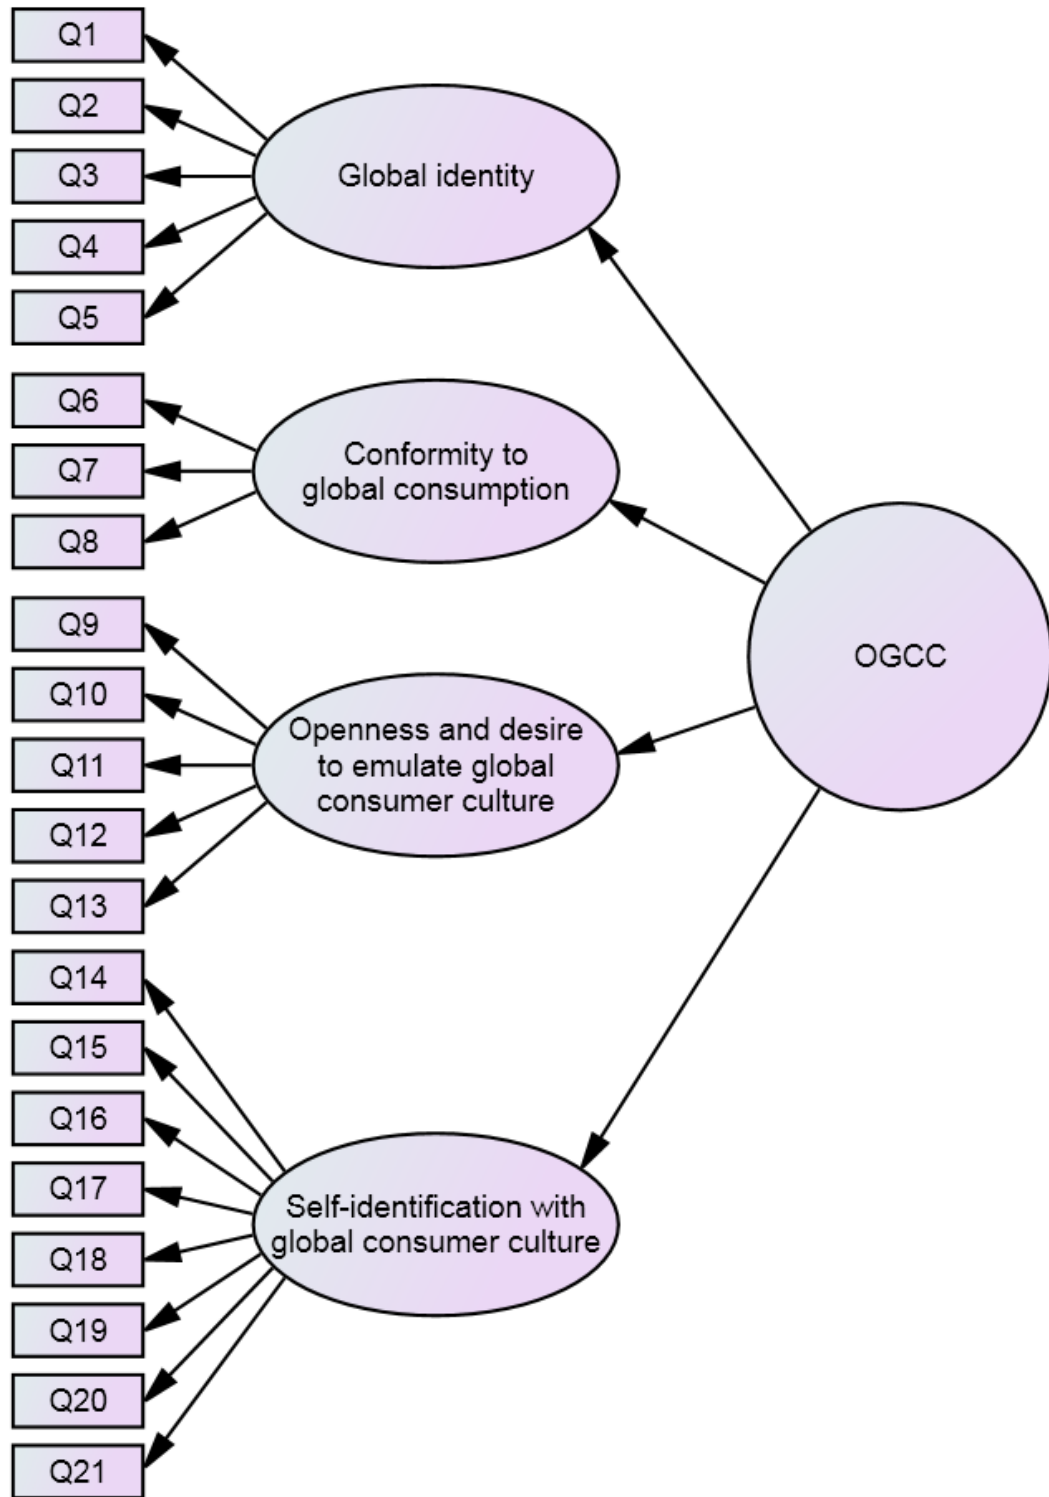 Q1
Q2
Q3
Q4
Q5
Q6
Q7
Q8
Q9
Q10
Q11
Q12
Q13
Q14
Q15
Q16
Q17
Q18
Q19
Q20
Q21
Global identity
Conformity to
global consumption
Openness and desire
to emulate global
consumer culture
Self-identification with
global consumer culture
OGCC